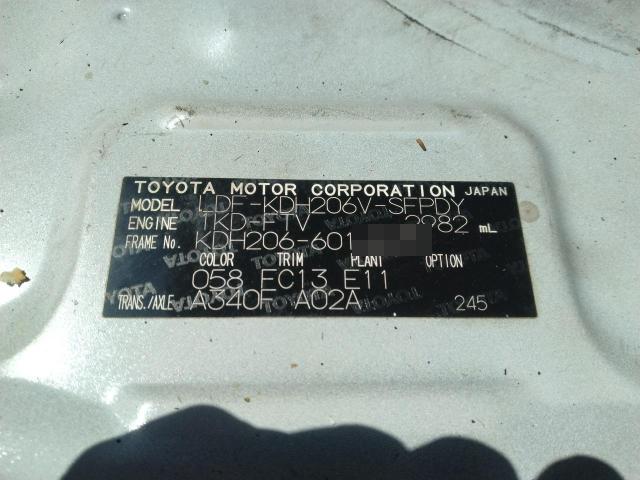 TOYOTA MOTOR CORPORATION JAPAN
MODEL LDF-KDH206V-SFPDY
ENGINE 1KD-FTV 2982 mL
FRAME No. KDH206-601
COLOR TRIM PLANT OPTION
058 EC13 E11
TRANS./AXLE A340F A02A 245